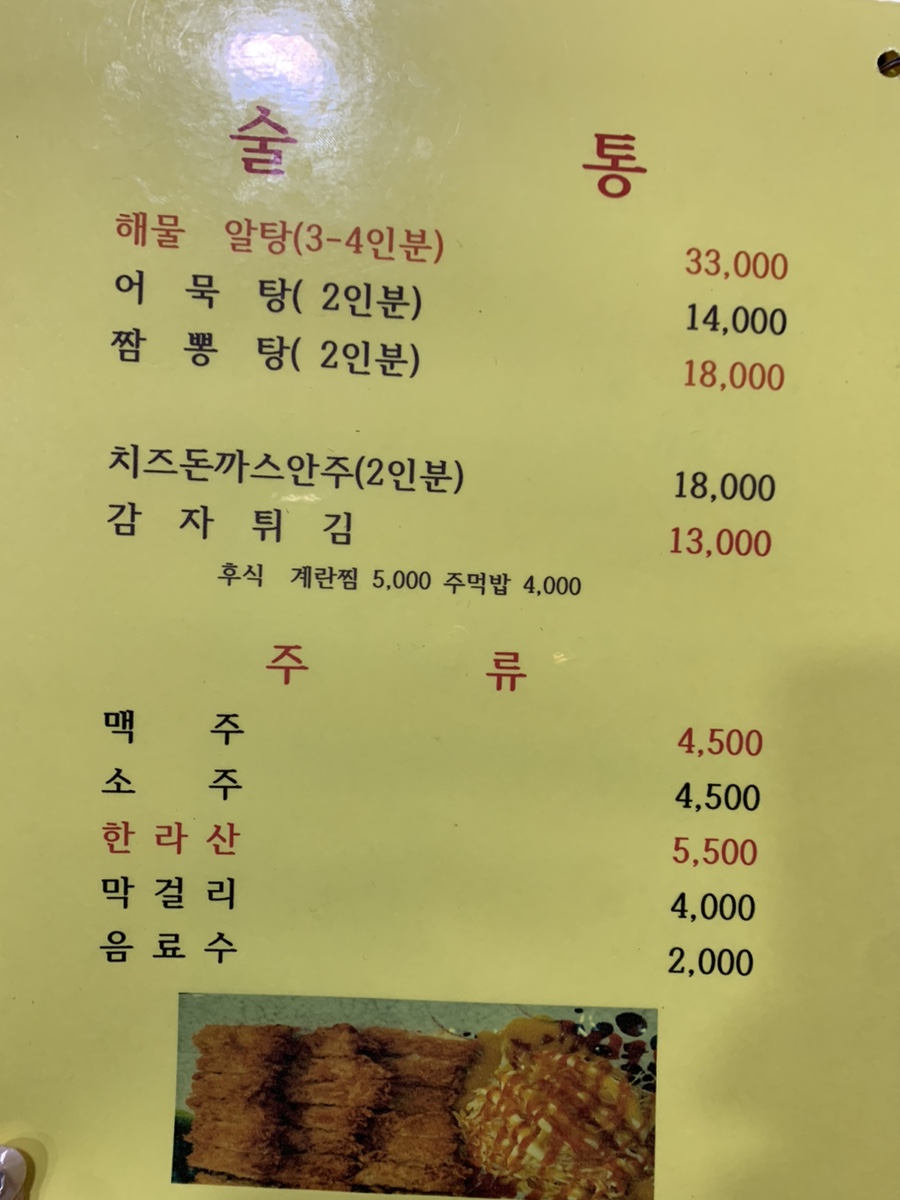 술 통
해물 알탕(3-4인분) 33,000
어 묵 탕( 2인분) 14,000
짬 뽕 탕( 2인분) 18,000
치즈돈까스안주(2인분) 18,000
감 자 튀 김 13,000
후식 계란찜 5,000 주먹밥 4,000
주 류
맥 주 4,500
소 주 4,500
한 라 산 5,500
막 걸 리 4,000
음 료 수 2,000